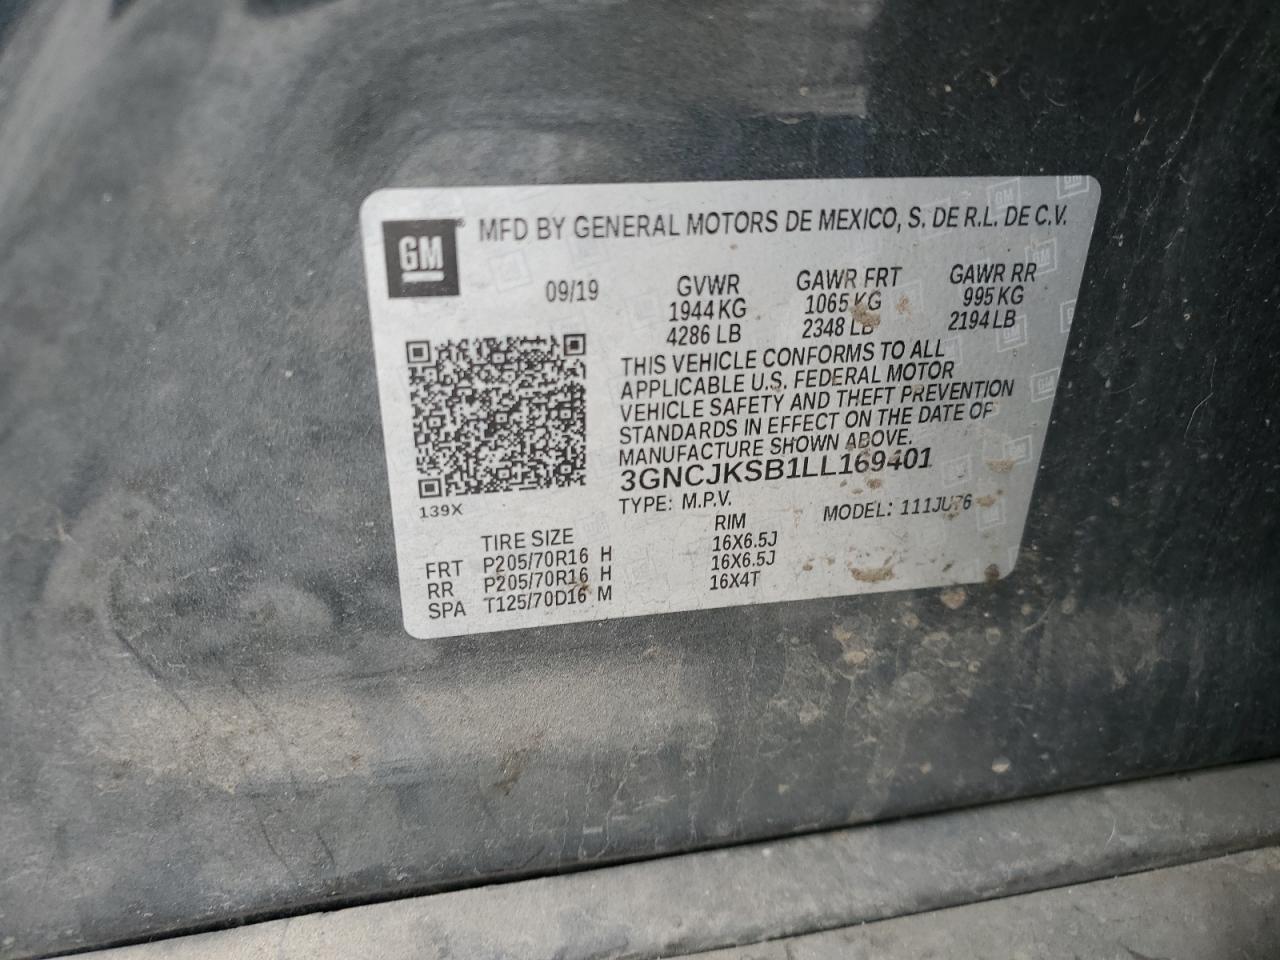 GM
MFD BY GENERAL MOTORS DE MEXICO, S. DE R.L. DE C.V.
09/19
GVWR GAWR FRT GAWR RR
1944 KG 1065 KG 995 KG
4286 LB 2348 LB 2194 LB
THIS VEHICLE CONFORMS TO ALL
APPLICABLE U.S. FEDERAL MOTOR
VEHICLE SAFETY AND THEFT PREVENTION
STANDARDS IN EFFECT ON THE DATE OF
MANUFACTURE SHOWN ABOVE.
3GNCJKSB1LL169401
139X
TYPE: M.P.V. MODEL: 111JU76
TIRE SIZE RIM
FRT P205/70R16 H 16X6.5J
RR P205/70R16 H 16X6.5J
SPA T125/70D16 M 16X4T